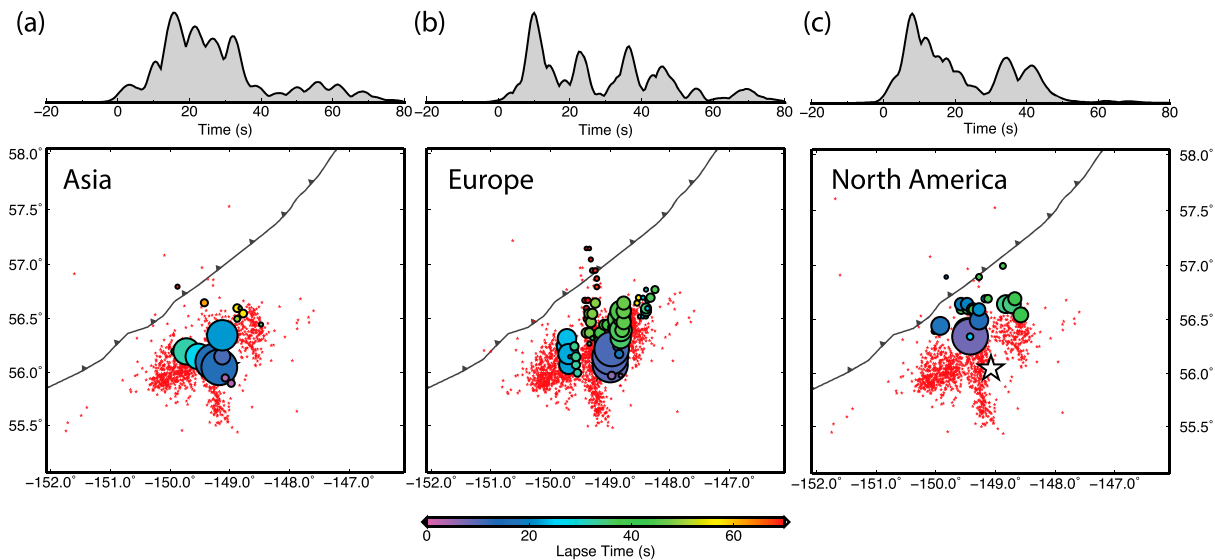 (a) (b) (c)
−20 0 20 40 60 80 −20 0 20 40 60 80 −20 0 20 40 60 80
Time (s) Time (s) Time (s)
58.0˚ 58.0˚
Asia Europe North America
57.5˚ 57.5˚
57.0˚ 57.0˚
56.5˚ 56.5˚
56.0˚ 56.0˚
55.5˚ 55.5˚
−152.0˚ −151.0˚ −150.0˚ −149.0˚ −148.0˚ −147.0˚ −152.0˚ −151.0˚ −150.0˚ −149.0˚ −148.0˚ −147.0˚ −152.0˚ −151.0˚ −150.0˚ −149.0˚ −148.0˚ −147.0˚
0 20 40 60
Lapse Time (s)